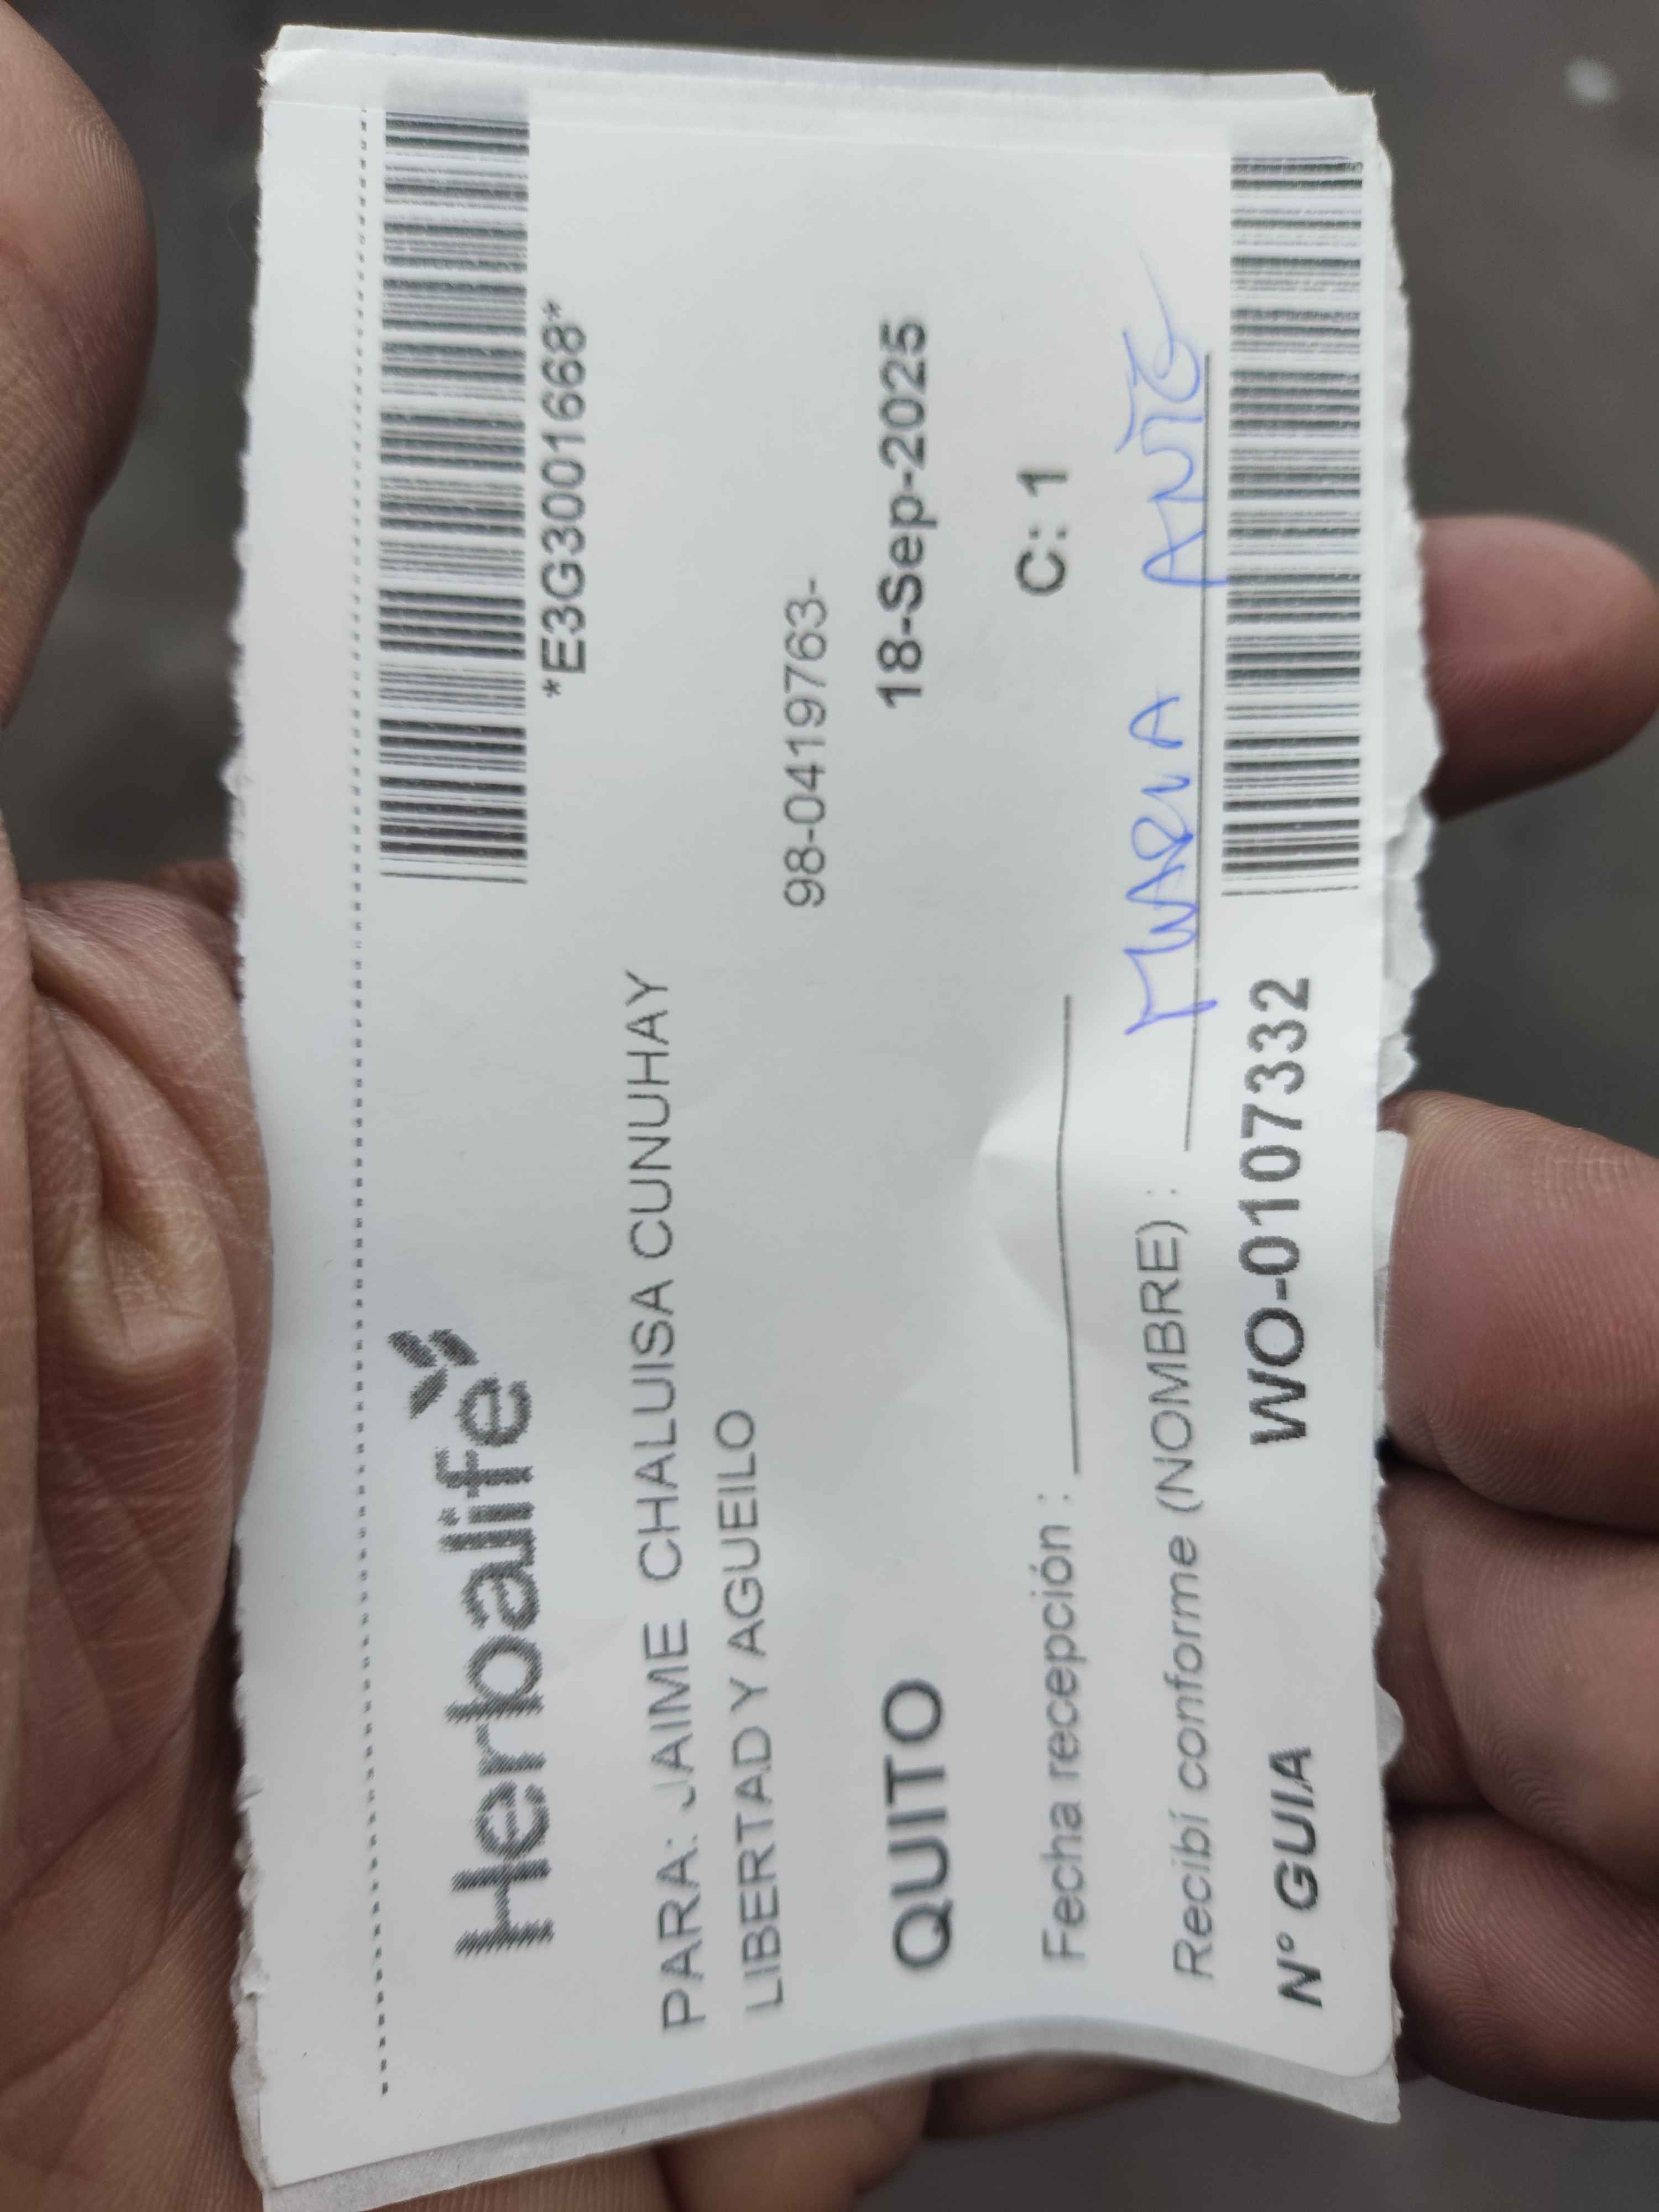 Herbalife
*E3G3001668*
PARA: JAIME CHALUISA CUNUHAY
LIBERTAD Y AGUEILO
98-0419763-
QUITO 18-Sep-2025
Fecha recepción : C: 1
Recibí conforme (NOMBRE) : MARIA
Nº GUIA WO-0107332